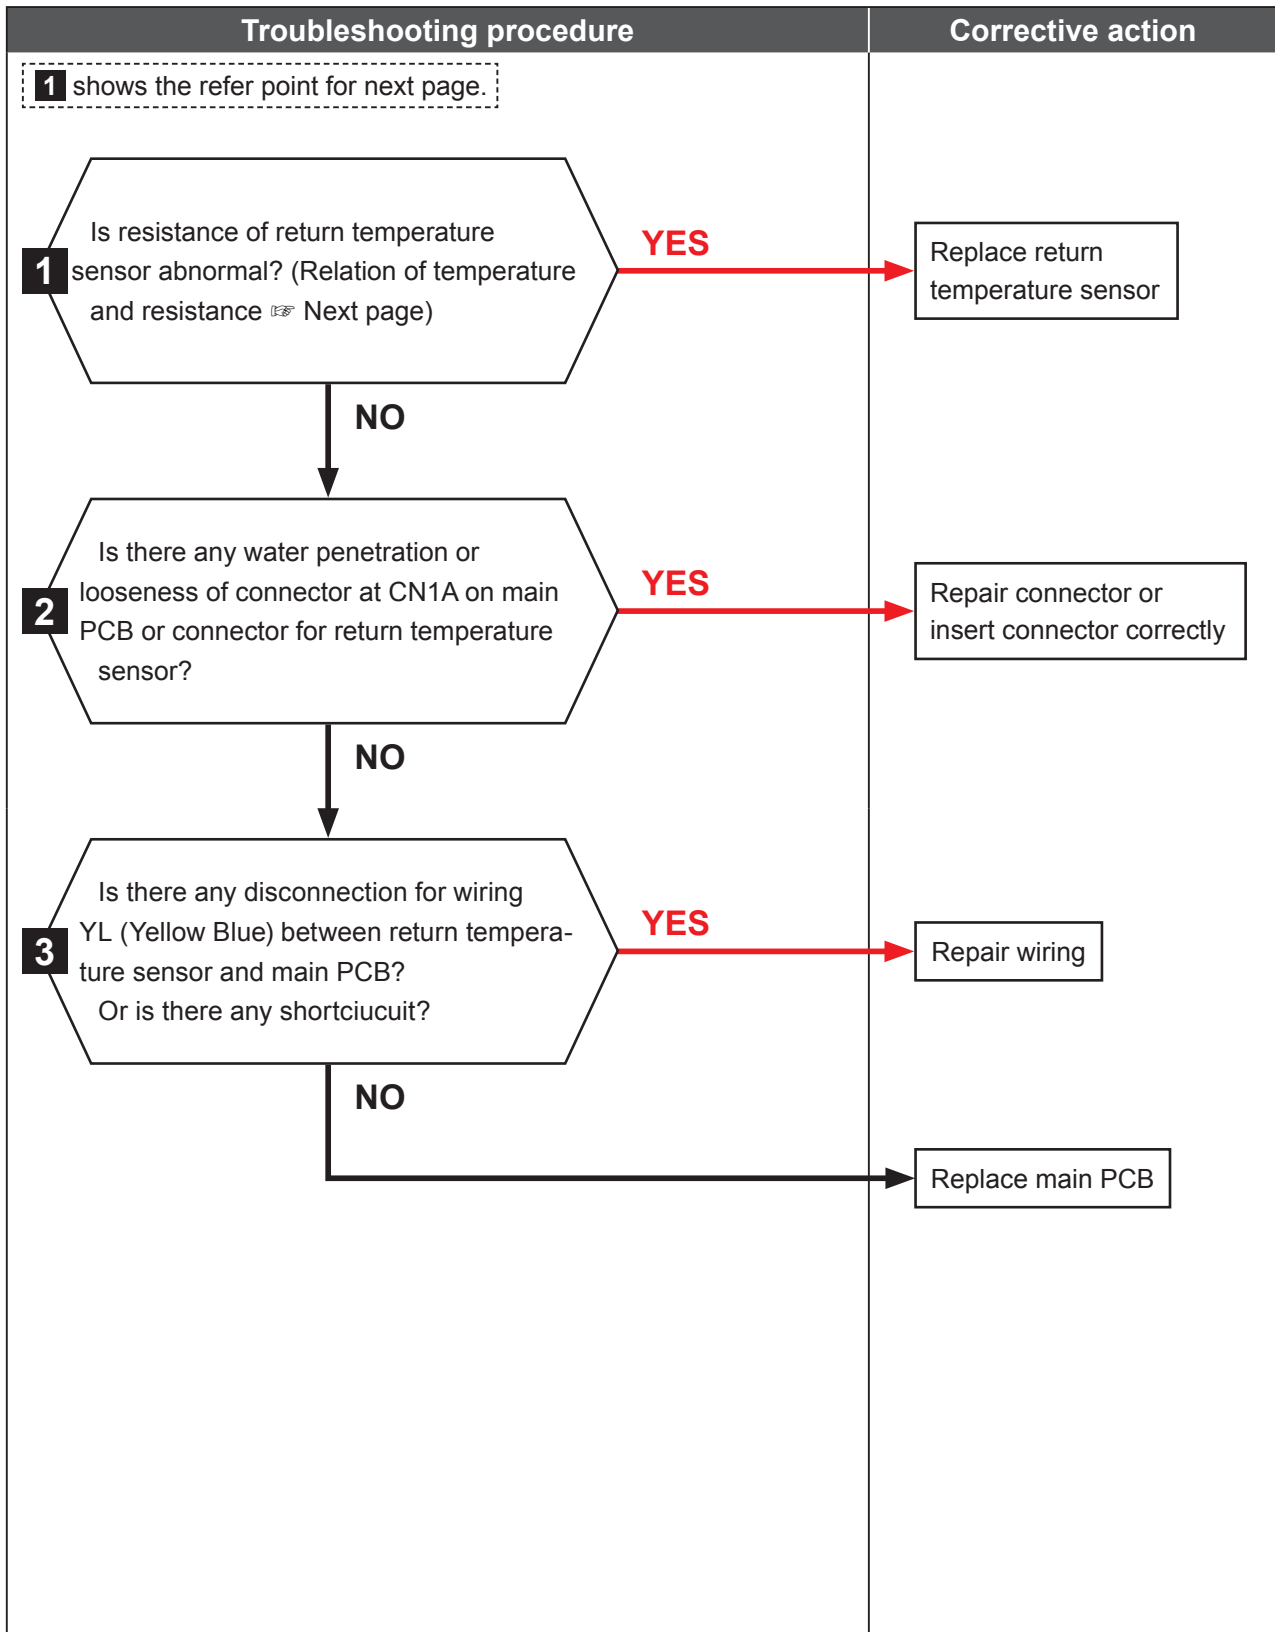 Troubleshooting procedure
Corrective action
1 shows the refer point for next page.
1
Is resistance of return temperature
sensor abnormal? (Relation of temperature
and resistance ☞ Next page)
YES
Replace return
temperature sensor
NO
2
Is there any water penetration or
looseness of connector at CN1A on main
PCB or connector for return temperature
sensor?
YES
Repair connector or
insert connector correctly
NO
3
Is there any disconnection for wiring
YL (Yellow Blue) between return tempera-
ture sensor and main PCB?
Or is there any shortciucuit?
YES
Repair wiring
NO
Replace main PCB